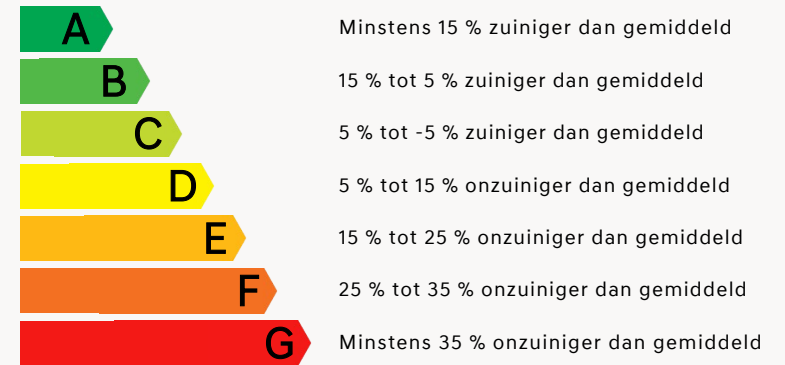 A Minstens 15 % zuiniger dan gemiddeld
B 15 % tot 5 % zuiniger dan gemiddeld
C 5 % tot -5 % zuiniger dan gemiddeld
D 5 % tot 15 % onzuiniger dan gemiddeld
E 15 % tot 25 % onzuiniger dan gemiddeld
F 25 % tot 35 % onzuiniger dan gemiddeld
G Minstens 35 % onzuiniger dan gemiddeld